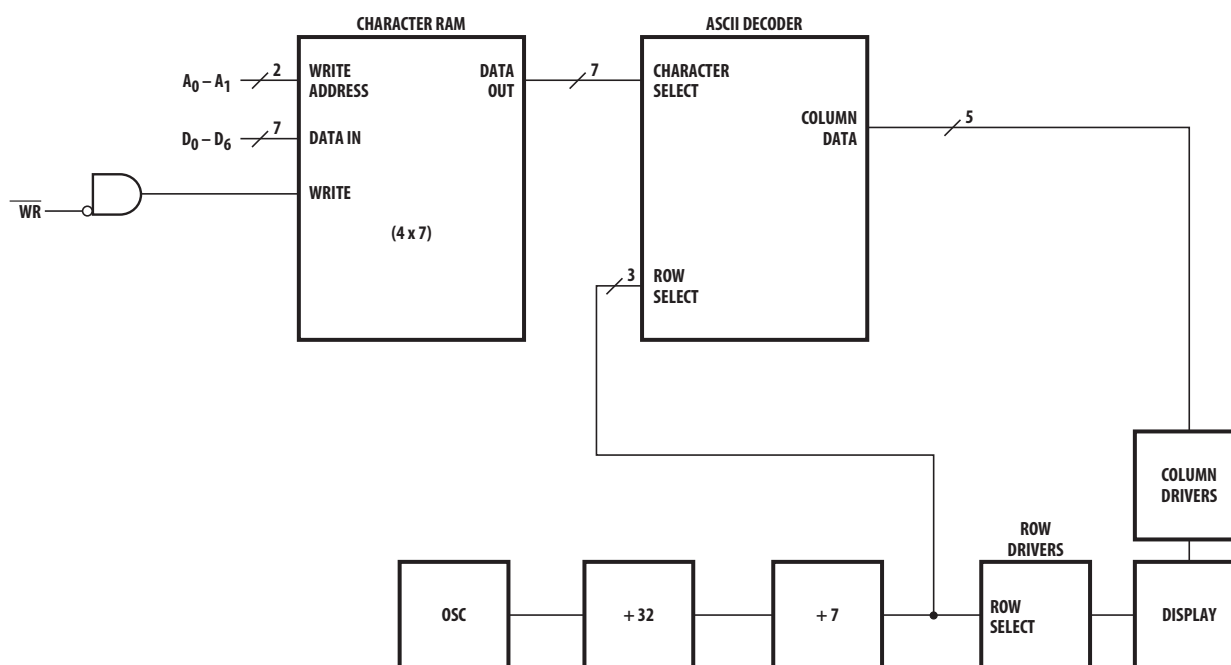 CHARACTER RAM
ASCII DECODER
A0 – A1
2
WRITE
ADDRESS
DATA
OUT
7
CHARACTER
SELECT
D0 – D6
7
DATA IN
COLUMN
DATA
5
WR
WRITE
(4 x 7)
3
ROW
SELECT
COLUMN
DRIVERS
ROW
DRIVERS
OSC
+ 32
+ 7
ROW
SELECT
DISPLAY